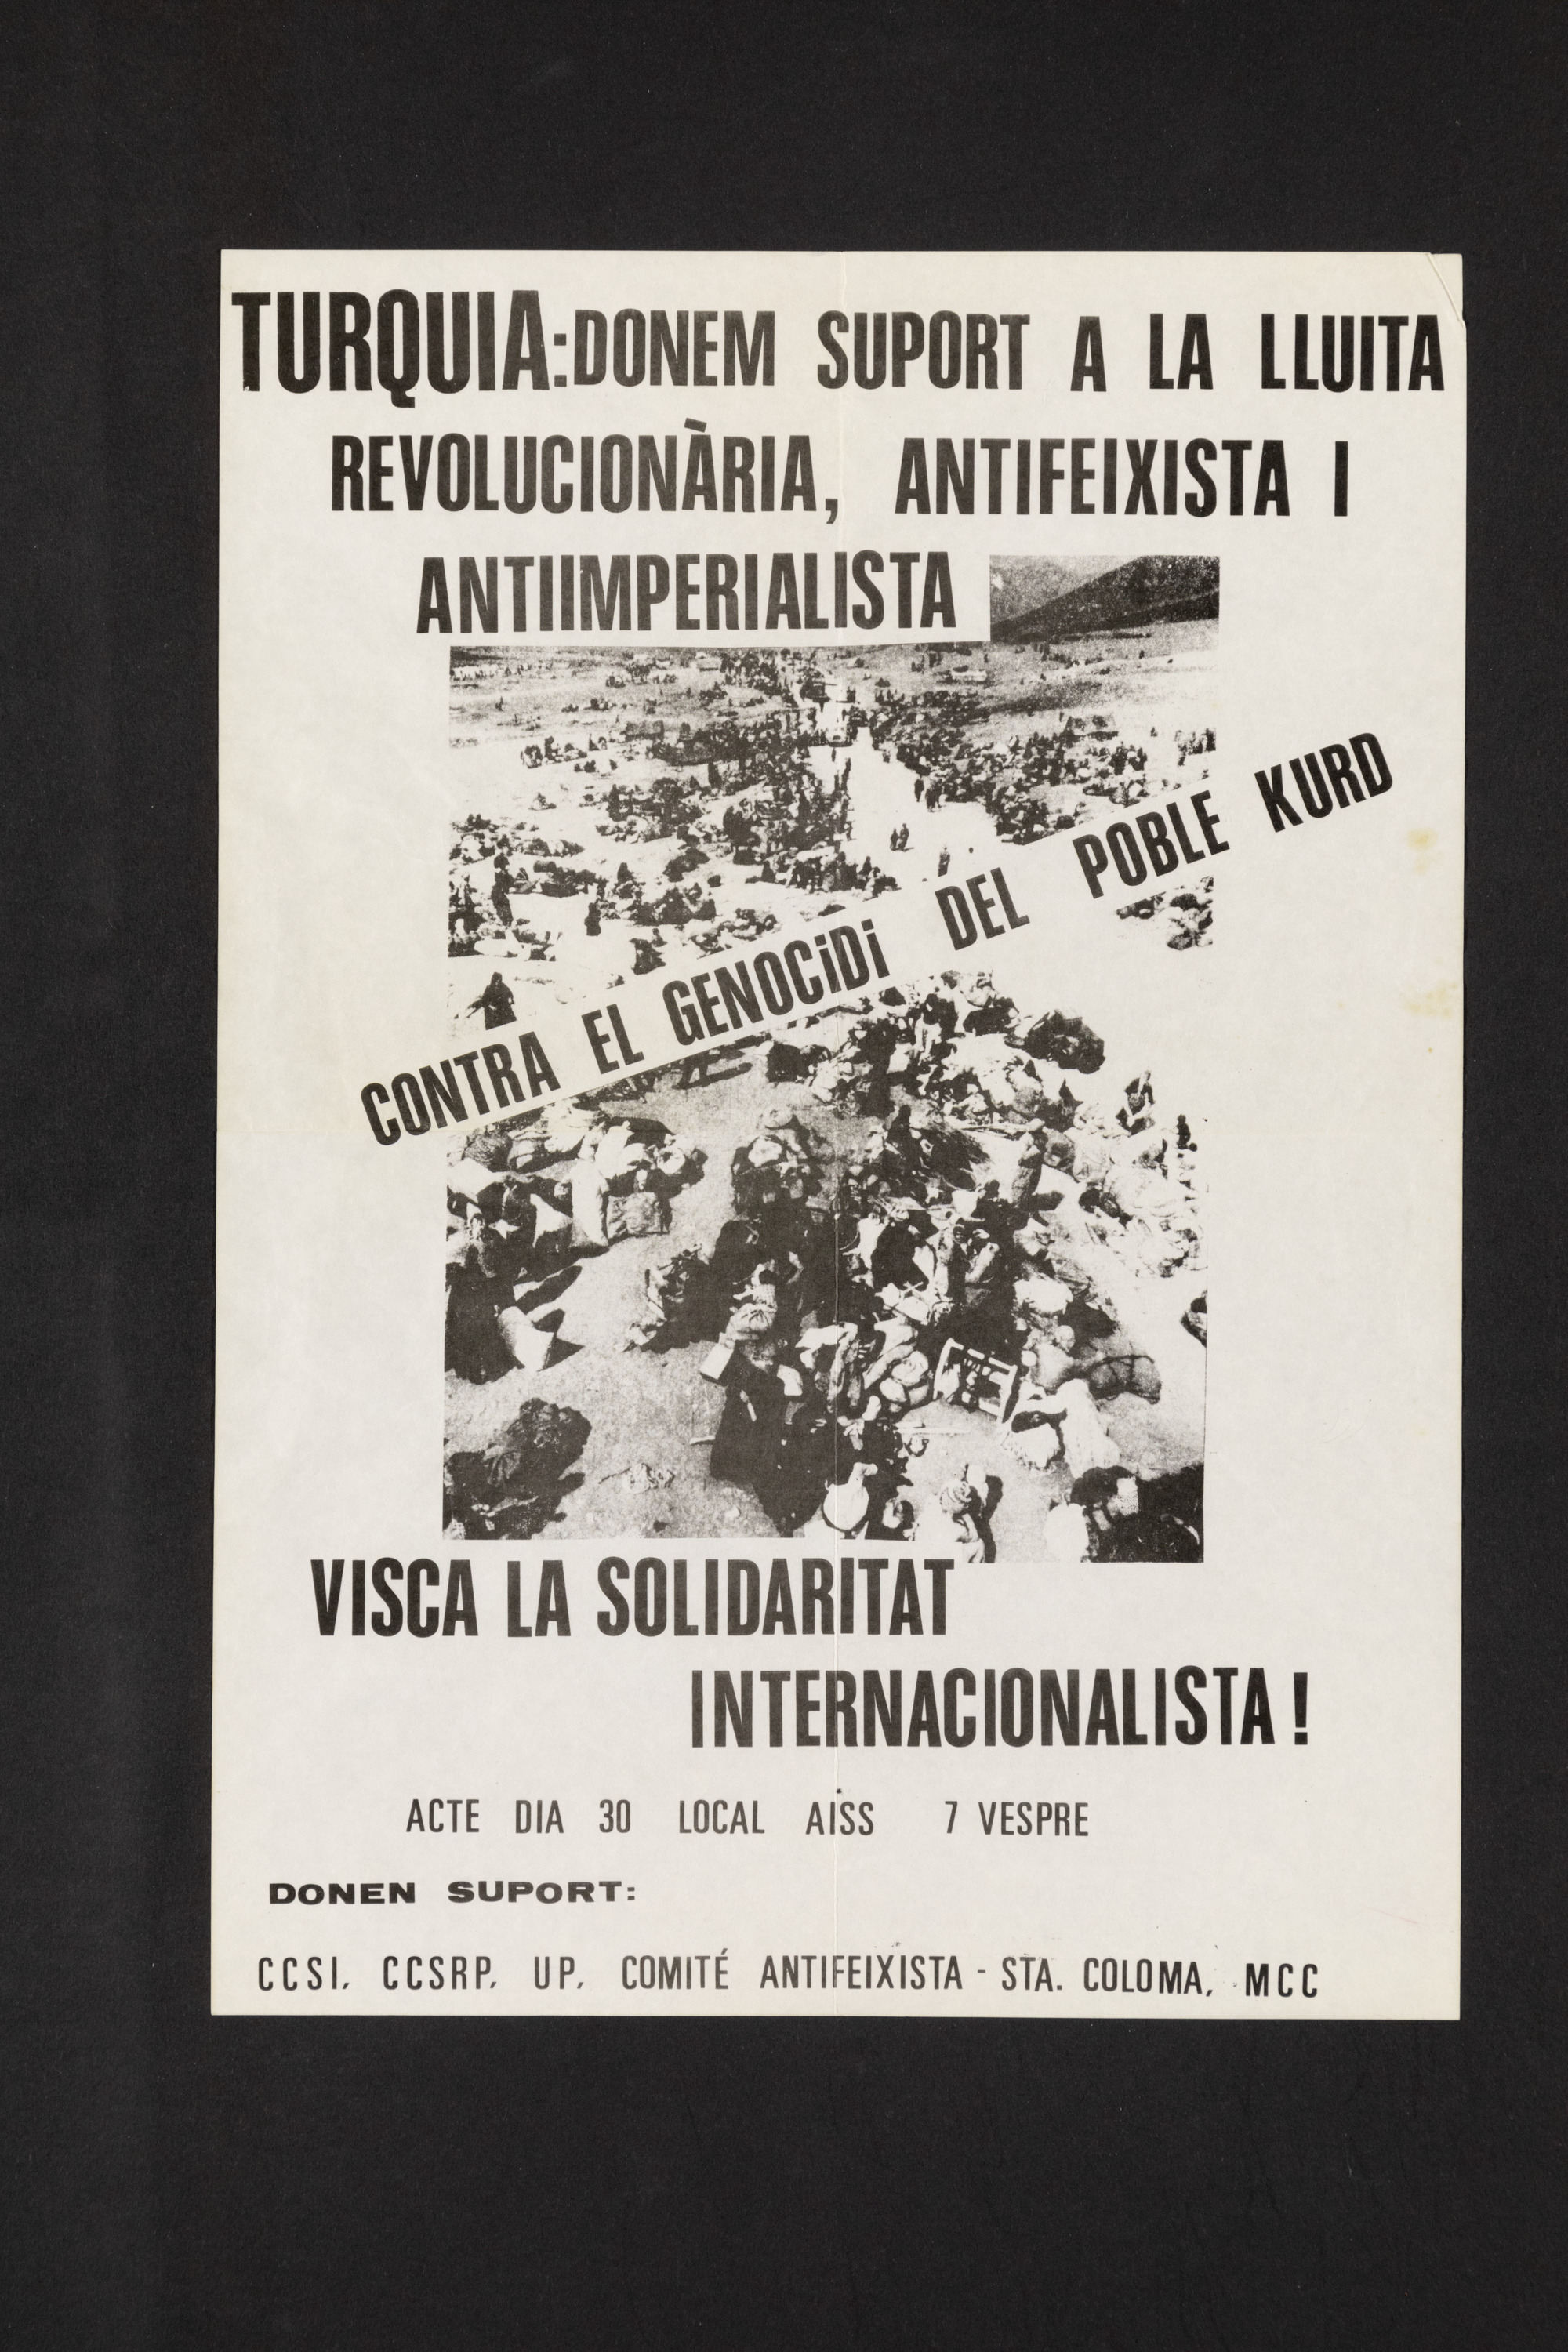 TURQUIA: DONEM SUPORT A LA LLUITA
REVOLUCIONÀRIA, ANTIFEIXISTA I
ANTIIMPERIALISTA
CONTRA EL GENOCiDi DEL POBLE KURD
VISCA LA SOLIDARITAT
INTERNACIONALISTA!
ACTE DIA 30 LOCAL AISS 7 VESPRE
DONEN SUPORT:
CCSI, CCSRP, UP, COMITÉ ANTIFEIXISTA - STA. COLOMA, MCC